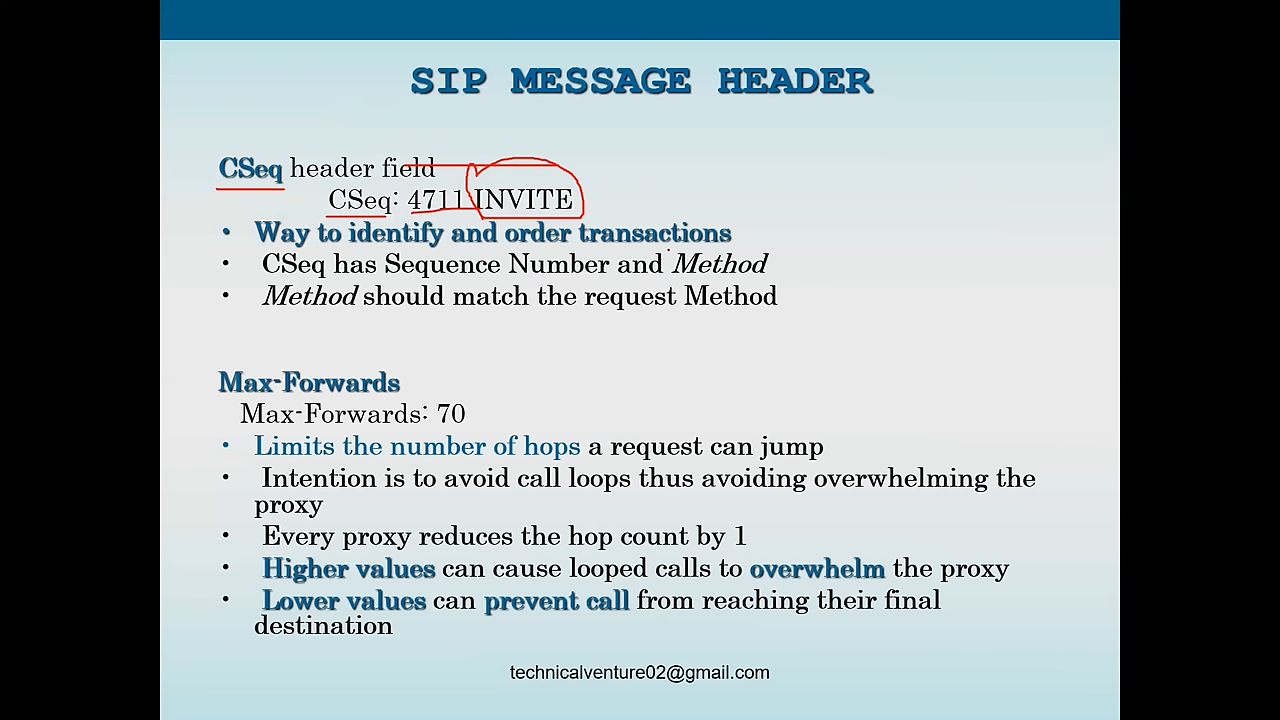 SIP MESSAGE HEADER
CSeq header field
CSeq: 4711 INVITE
• Way to identify and order transactions
• CSeq has Sequence Number and Method
• Method should match the request Method
Max-Forwards
Max-Forwards: 70
• Limits the number of hops a request can jump
• Intention is to avoid call loops thus avoiding overwhelming the
proxy
• Every proxy reduces the hop count by 1
• Higher values can cause looped calls to overwhelm the proxy
• Lower values can prevent call from reaching their final
destination
technicalventure02@gmail.com